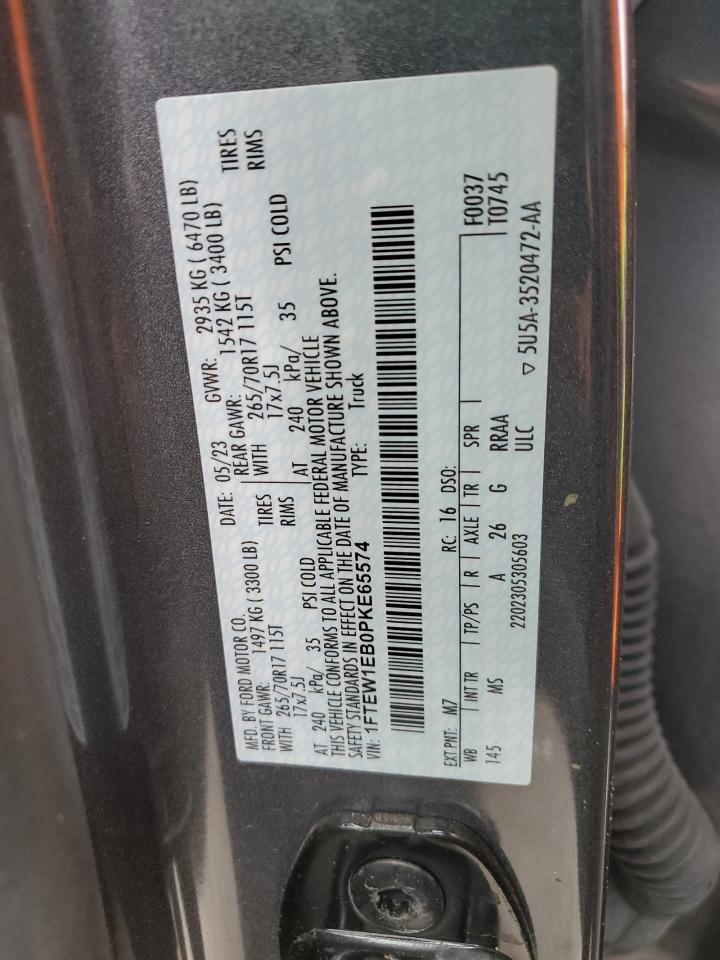 MFD. BY FORD MOTOR CO.
DATE: 05/23 GVWR: 2935 KG ( 6470 LB)
FRONT GAWR: 1497 KG ( 3300 LB) REAR GAWR: 1542 KG ( 3400 LB)
WITH 265/70R17 115T TIRES WITH 265/70R17 115T TIRES
17x7.5J RIMS 17x7.5J RIMS
AT 240 kPa/ 35 PSI COLD AT 240 kPa/ 35 PSI COLD
THIS VEHICLE CONFORMS TO ALL APPLICABLE FEDERAL MOTOR VEHICLE
SAFETY STANDARDS IN EFFECT ON THE DATE OF MANUFACTURE SHOWN ABOVE.
VIN: 1FTEW1EB0PKE65574 TYPE: Truck
EXT PNT: M7 RC: 16 DSO: F0037
WB INT TR TP/PS R AXLE TR SPR T0745
145 MS A 26 G RRAA
2202305305603 ULC ▽ 5U5A-3520472-AA